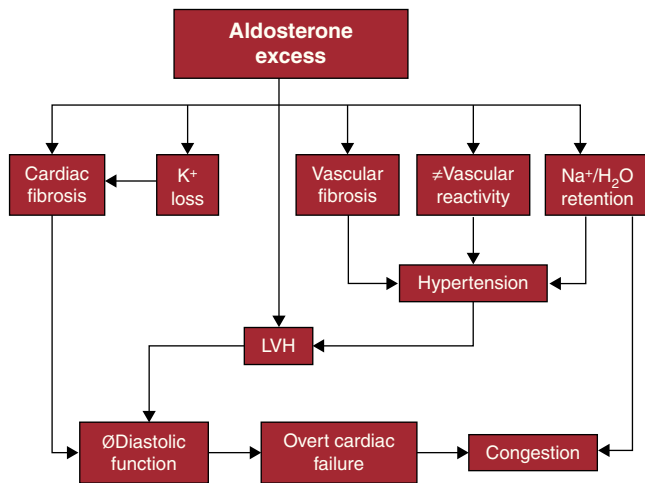 Aldosterone
excess
Cardiac
fibrosis
K⁺
loss
Vascular
fibrosis
≠Vascular
reactivity
Na⁺/H₂O
retention
Hypertension
LVH
ØDiastolic
function
Overt cardiac
failure
Congestion